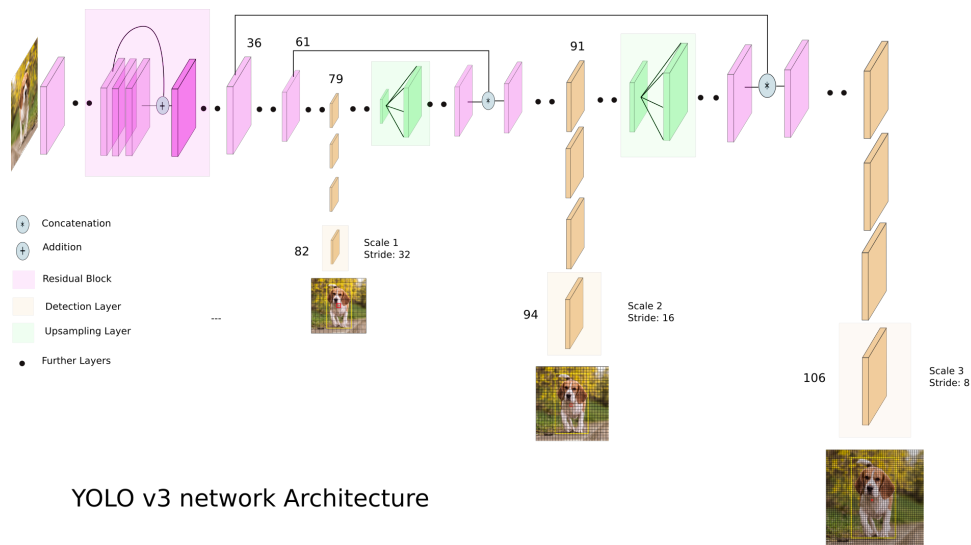 36
61
79
91
Concatenation
Addition
Residual Block
Detection Layer
Upsampling Layer
Further Layers
---
82
Scale 1
Stride: 32
94
Scale 2
Stride: 16
106
Scale 3
Stride: 8
YOLO v3 network Architecture